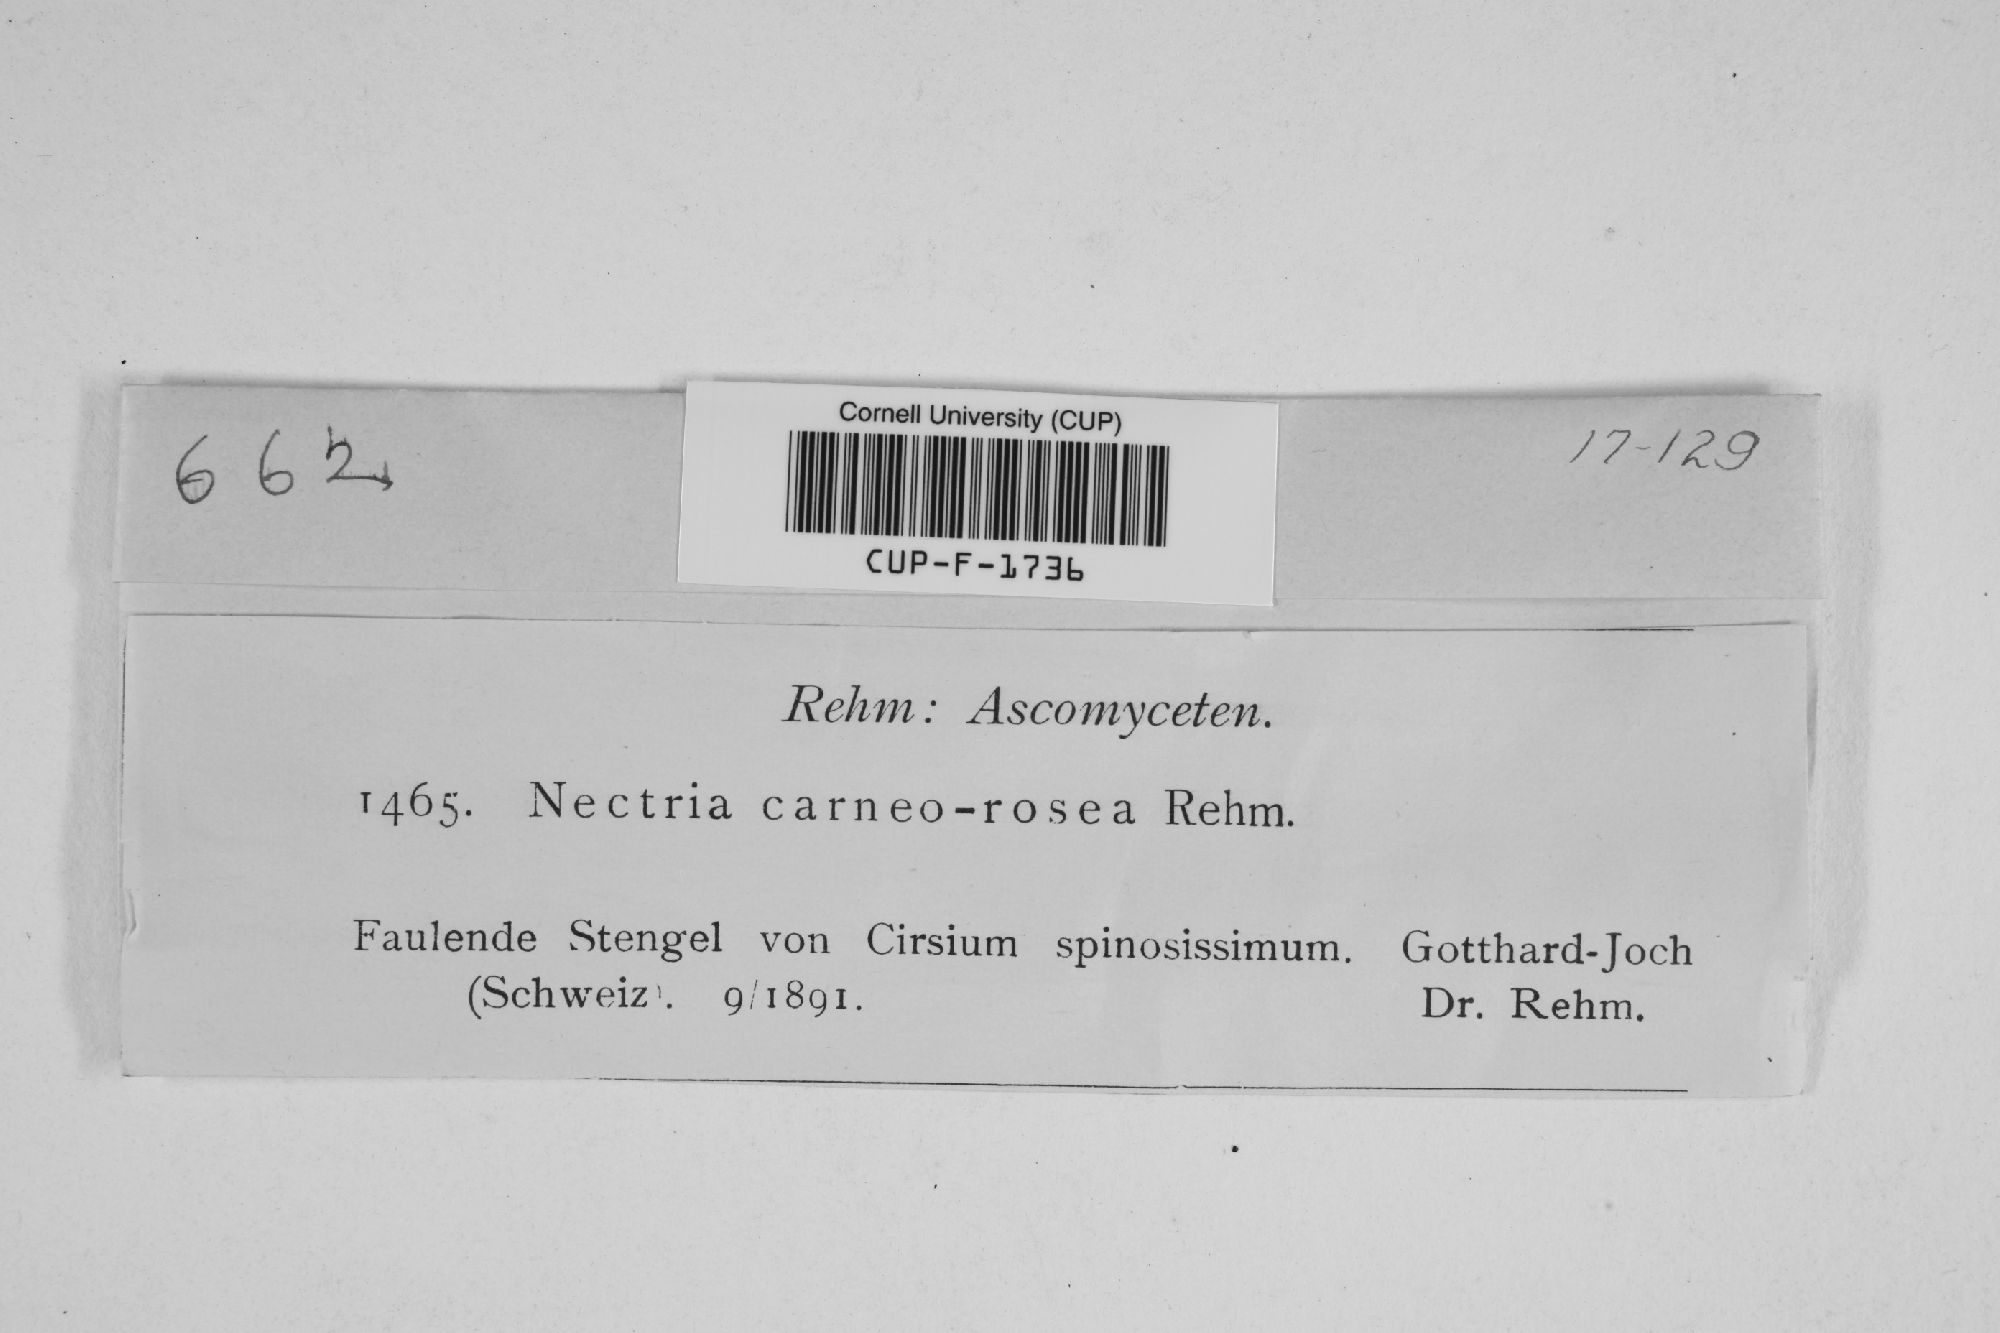 Cornell University (CUP)
662
17-129
CUP-F-1736
Rehm: Ascomyceten.
1465. Nectria carneo-rosea Rehm.
Faulende Stengel von Cirsium spinosissimum. Gotthard-Joch
(Schweiz). 9/1891. Dr. Rehm.